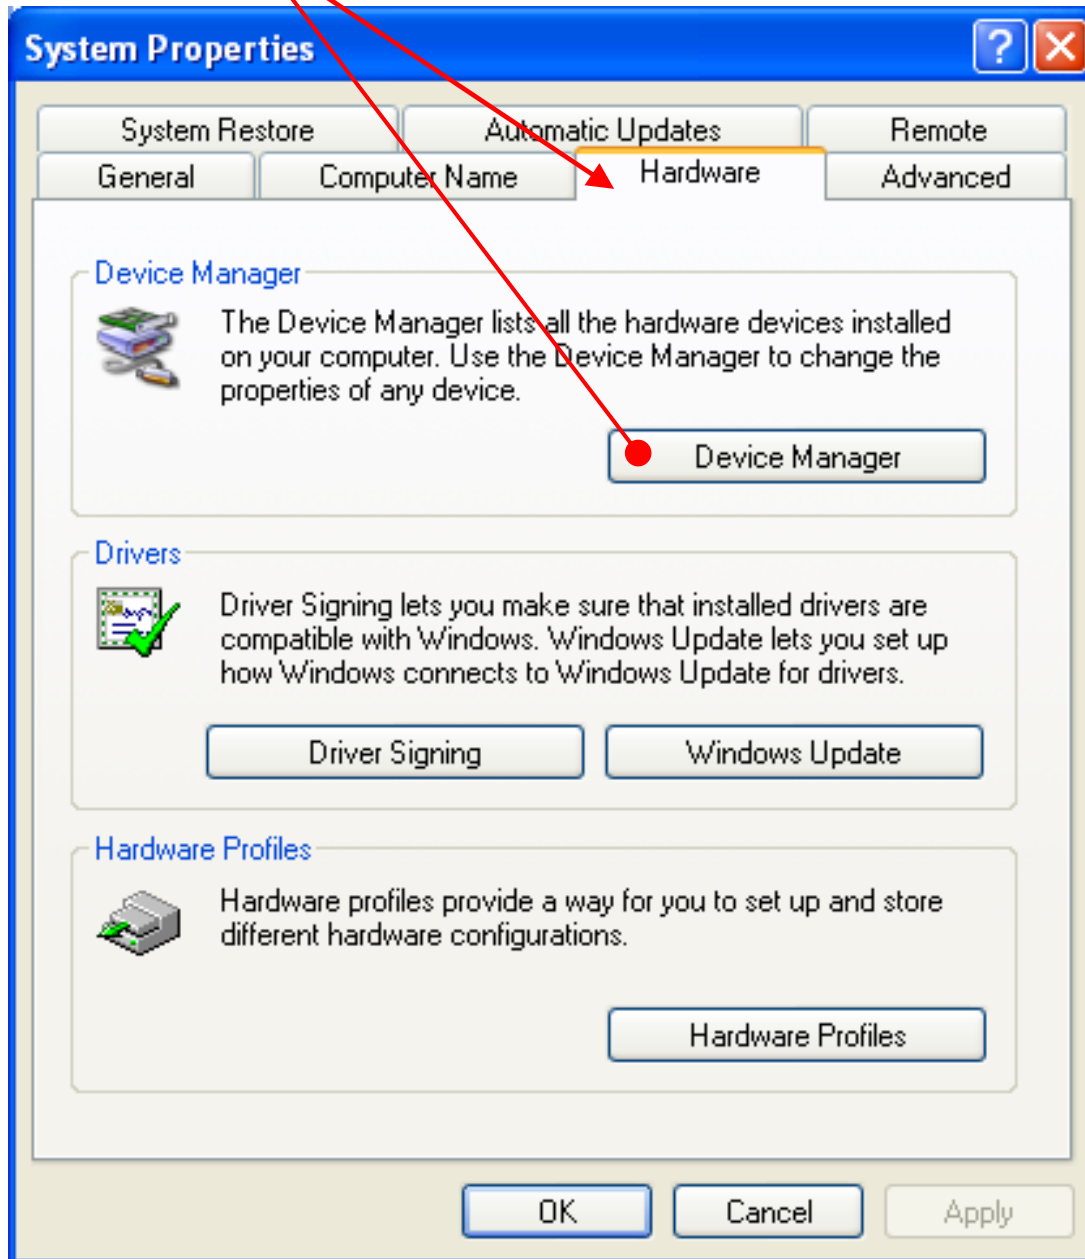 System Properties
System Restore Automatic Updates Remote
General Computer Name Hardware Advanced
Device Manager
The Device Manager lists all the hardware devices installed
on your computer. Use the Device Manager to change the
properties of any device.
Device Manager
Drivers
Driver Signing lets you make sure that installed drivers are
compatible with Windows. Windows Update lets you set up
how Windows connects to Windows Update for drivers.
Driver Signing Windows Update
Hardware Profiles
Hardware profiles provide a way for you to set up and store
different hardware configurations.
Hardware Profiles
OK Cancel Apply